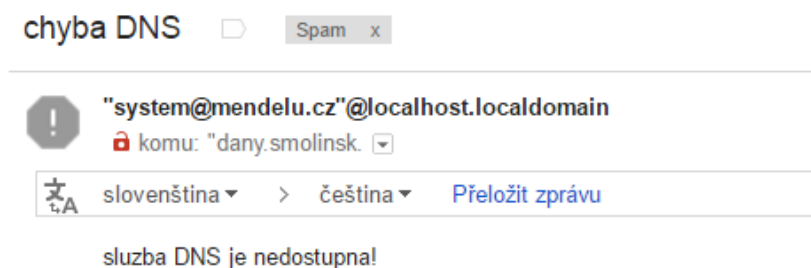 chyba DNS Spam x
"system@mendelu.cz"@localhost.localdomain
komu: "dany.smolinsk.
slovenština > čeština Přeložit zprávu
sluzba DNS je nedostupna!